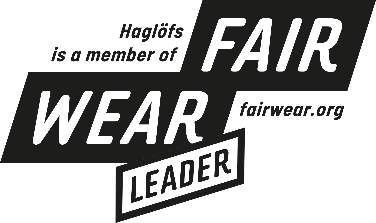 Haglöfs
is a member of
FAIR
WEAR
fairwear.org
LEADER